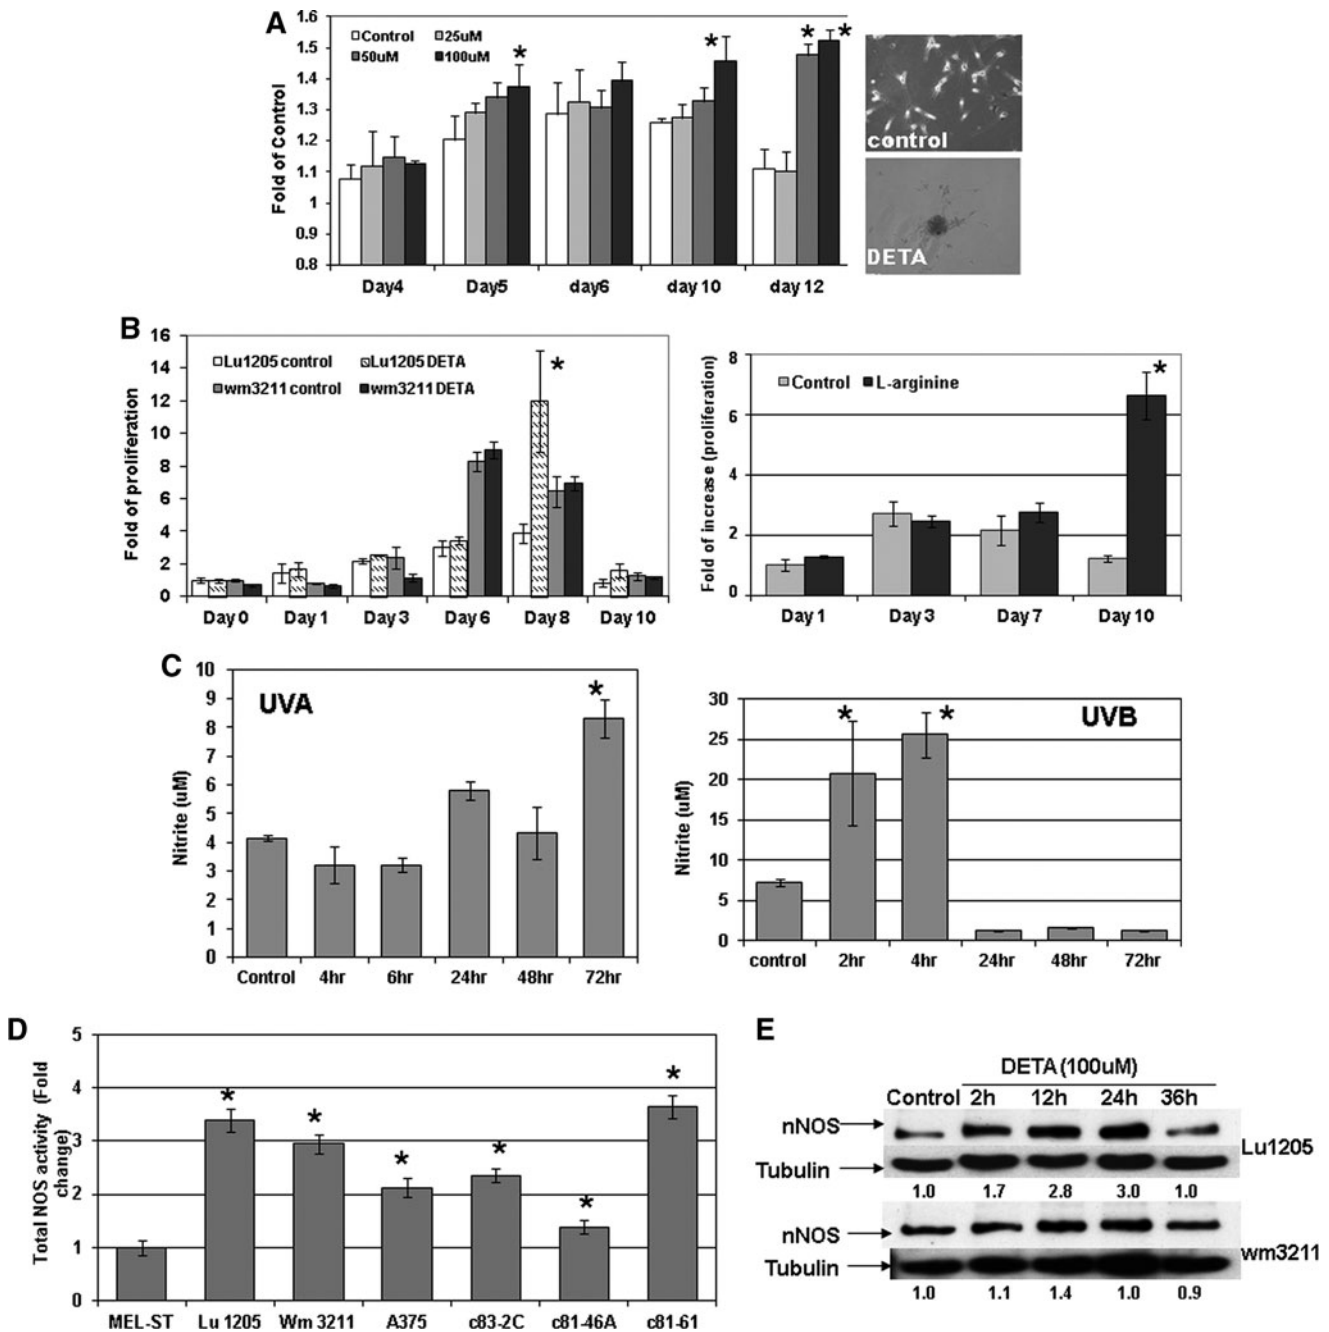 A
Control 25uM
50uM 100uM
Fold of Control
1.6
1.5
1.4
1.3
1.2
1.1
1
0.9
0.8
* * * *
Day4 Day5 day6 day 10 day 12
control
DETA
B
Fold of proliferation
16
14
12
10
8
6
4
2
0
Lu1205 control Lu1205 DETA
wm3211 control wm3211 DETA
*
Day 0 Day 1 Day 3 Day 6 Day 8 Day 10
Fold of increase (proliferation)
8
6
4
2
0
Control L-arginine
*
Day 1 Day 3 Day 7 Day 10
C
UVA
Nitrite (uM)
10
9
8
7
6
5
4
3
2
1
0
*
Control 4hr 6hr 24hr 48hr 72hr
UVB
Nitrite (uM)
30
25
20
15
10
5
0
* *
control 2hr 4hr 24hr 48hr 72hr
D
Total NOS activity (Fold
change)
5
4
3
2
1
0
* * * * * *
MEL-ST Lu 1205 Wm 3211 A375 c83-2C c81-46A c81-61
E
DETA (100uM)
Control 2h 12h 24h 36h
nNOS
Lu1205
Tubulin
1.0 1.7 2.8 3.0 1.0
nNOS
wm3211
Tubulin
1.0 1.1 1.4 1.0 0.9